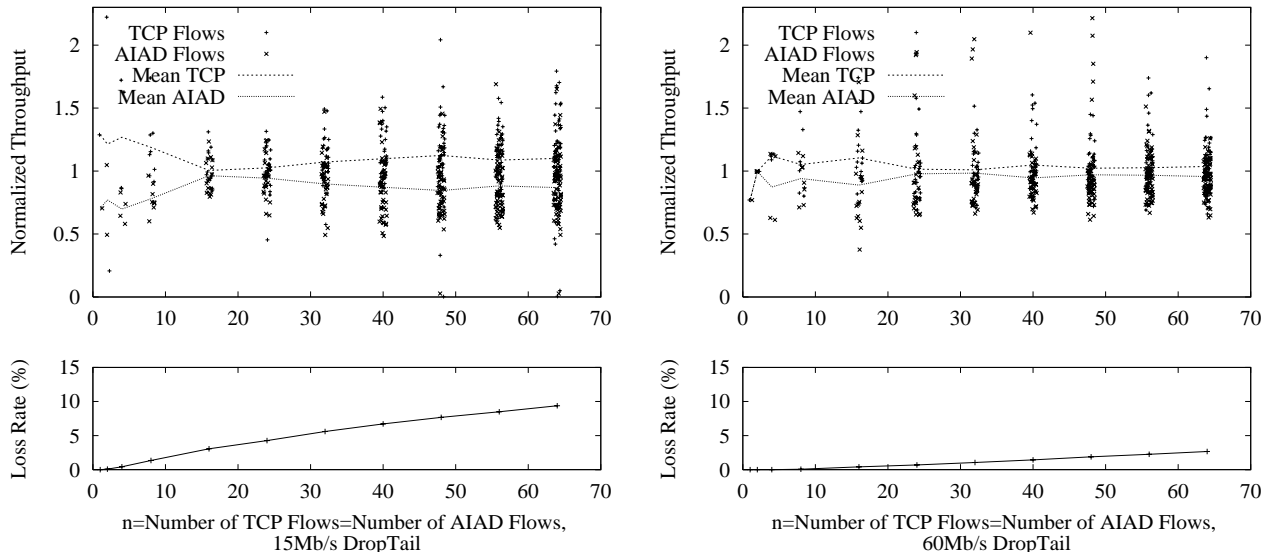 Normalized Throughput
2
1.5
1
0.5
0
TCP Flows
AIAD Flows
Mean TCP
Mean AIAD
0 10 20 30 40 50 60 70
Loss Rate (%)
15
10
5
0
0 10 20 30 40 50 60 70
n=Number of TCP Flows=Number of AIAD Flows,
15Mb/s DropTail
Normalized Throughput
2
1.5
1
0.5
0
TCP Flows
AIAD Flows
Mean TCP
Mean AIAD
0 10 20 30 40 50 60 70
Loss Rate (%)
15
10
5
0
0 10 20 30 40 50 60 70
n=Number of TCP Flows=Number of AIAD Flows,
60Mb/s DropTail